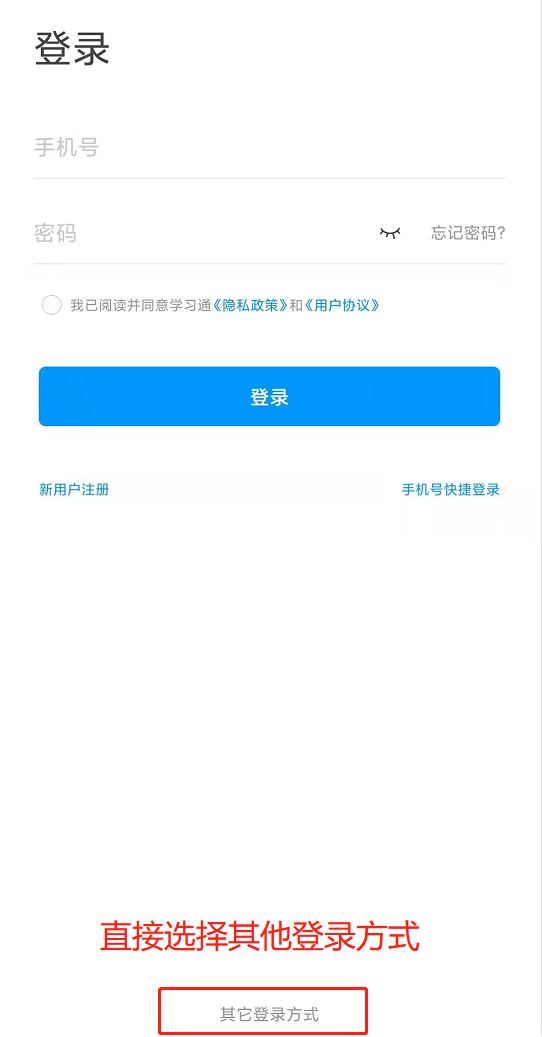 登录
手机号
密码 忘记密码?
我已阅读并同意学习通《隐私政策》和《用户协议》
登录
新用户注册 手机号快捷登录
直接选择其他登录方式
其它登录方式